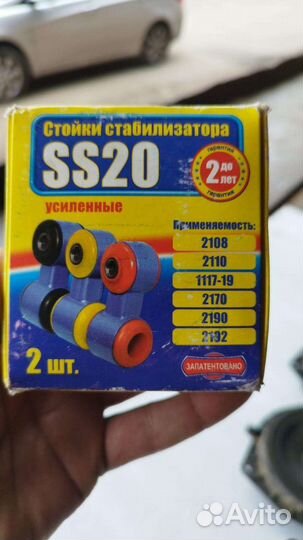 Стойки стабилизатора
SS20
усиленные
гарантия
2 до
лет
гарантия
Применяемость:
2108
2110
1117-19
2170
2190
2192
2 шт.
ЗАПАТЕНТОВАНО
Avito